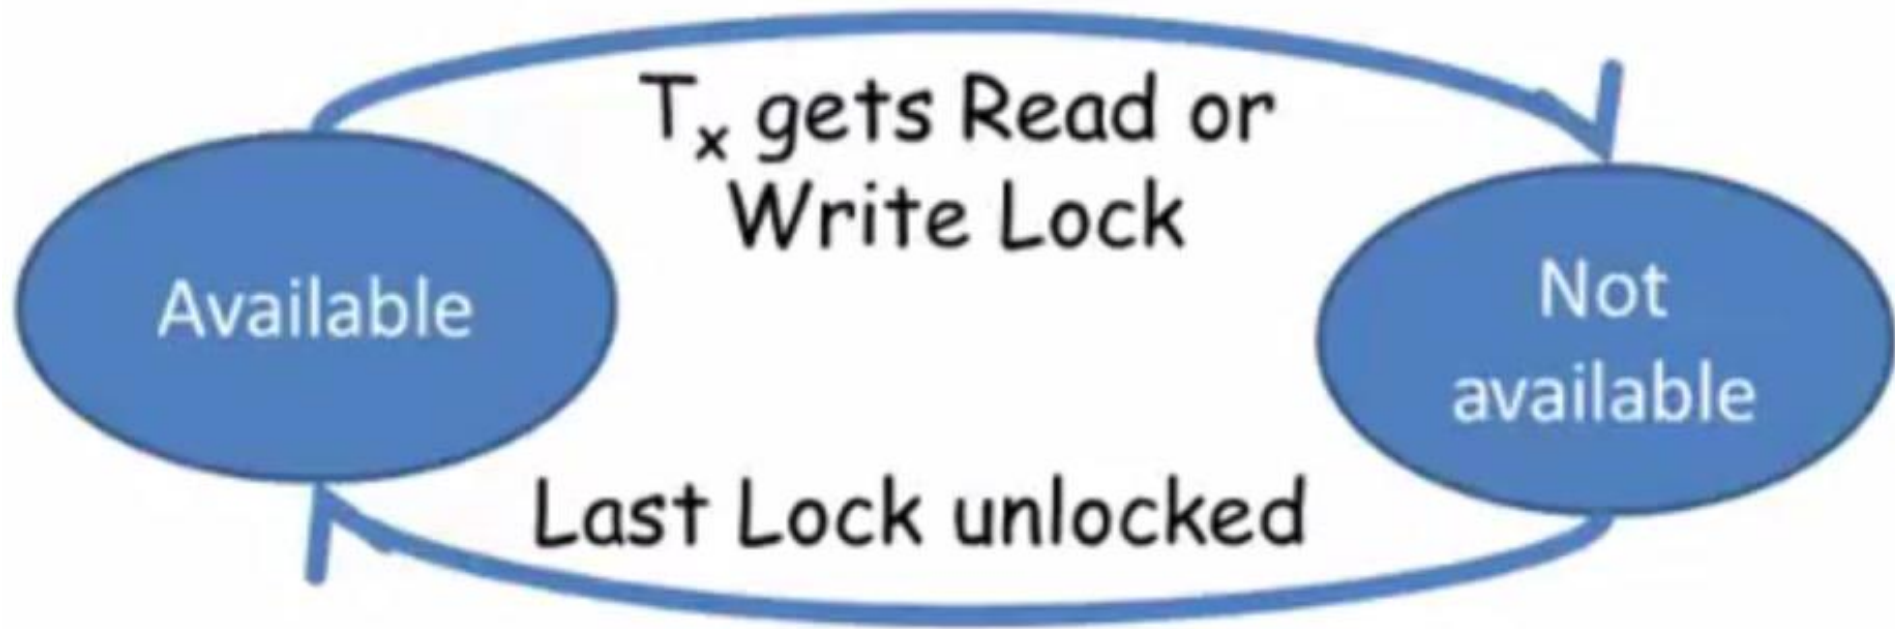 Tx gets Read or
Write Lock
Available
Not
available
Last Lock unlocked